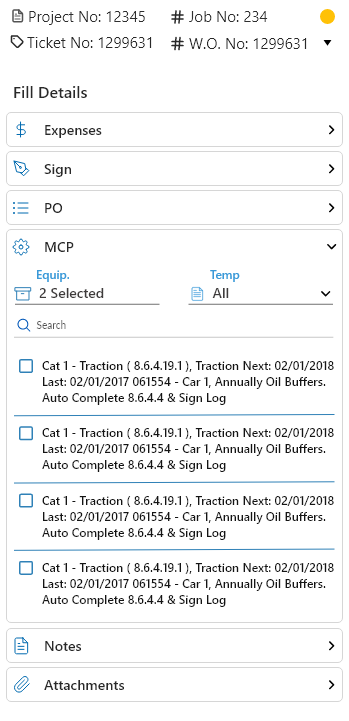 Project No: 12345 # Job No: 234
Ticket No: 1299631 # W.O. No: 1299631
Fill Details
Expenses
Sign
PO
MCP
Equip. Temp
2 Selected All
Search
Cat 1 - Traction ( 8.6.4.19.1 ), Traction Next: 02/01/2018
Last: 02/01/2017 061554 - Car 1, Annually Oil Buffers.
Auto Complete 8.6.4.4 & Sign Log
Cat 1 - Traction ( 8.6.4.19.1 ), Traction Next: 02/01/2018
Last: 02/01/2017 061554 - Car 1, Annually Oil Buffers.
Auto Complete 8.6.4.4 & Sign Log
Cat 1 - Traction ( 8.6.4.19.1 ), Traction Next: 02/01/2018
Last: 02/01/2017 061554 - Car 1, Annually Oil Buffers.
Auto Complete 8.6.4.4 & Sign Log
Cat 1 - Traction ( 8.6.4.19.1 ), Traction Next: 02/01/2018
Last: 02/01/2017 061554 - Car 1, Annually Oil Buffers.
Auto Complete 8.6.4.4 & Sign Log
Notes
Attachments